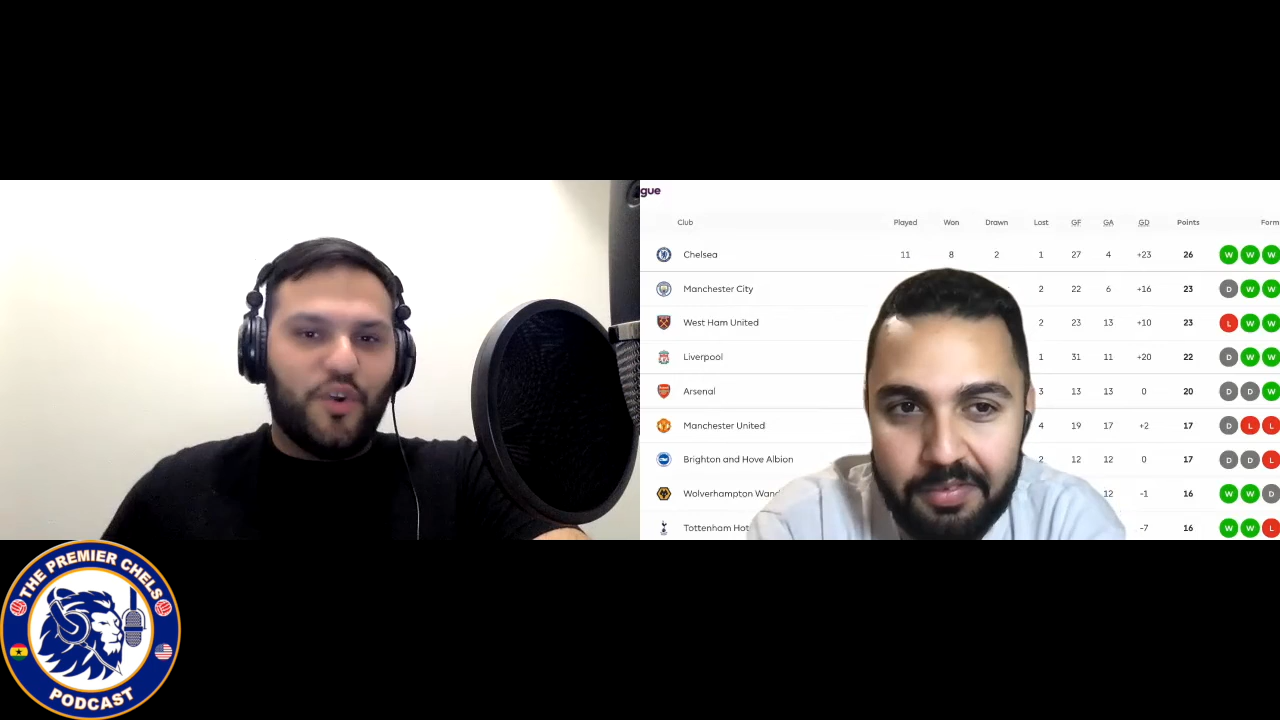 gue
Club Played Won Drawn Lost GF GA GD Points Form
Chelsea 11 8 2 1 27 4 +23 26 W W W
Manchester City 2 22 6 +16 23 D W W
West Ham United 2 23 13 +10 23 L W W
Liverpool 1 31 11 +20 22 D W W
Arsenal 3 13 13 0 20 D D W
Manchester United 4 19 17 +2 17 D L L
Brighton and Hove Albion 2 12 12 0 17 D D L
Wolverhampton Wand 12 -1 16 W W D
Tottenham Hot -7 16 W W L
THE PREMIER CHELS
PODCAST